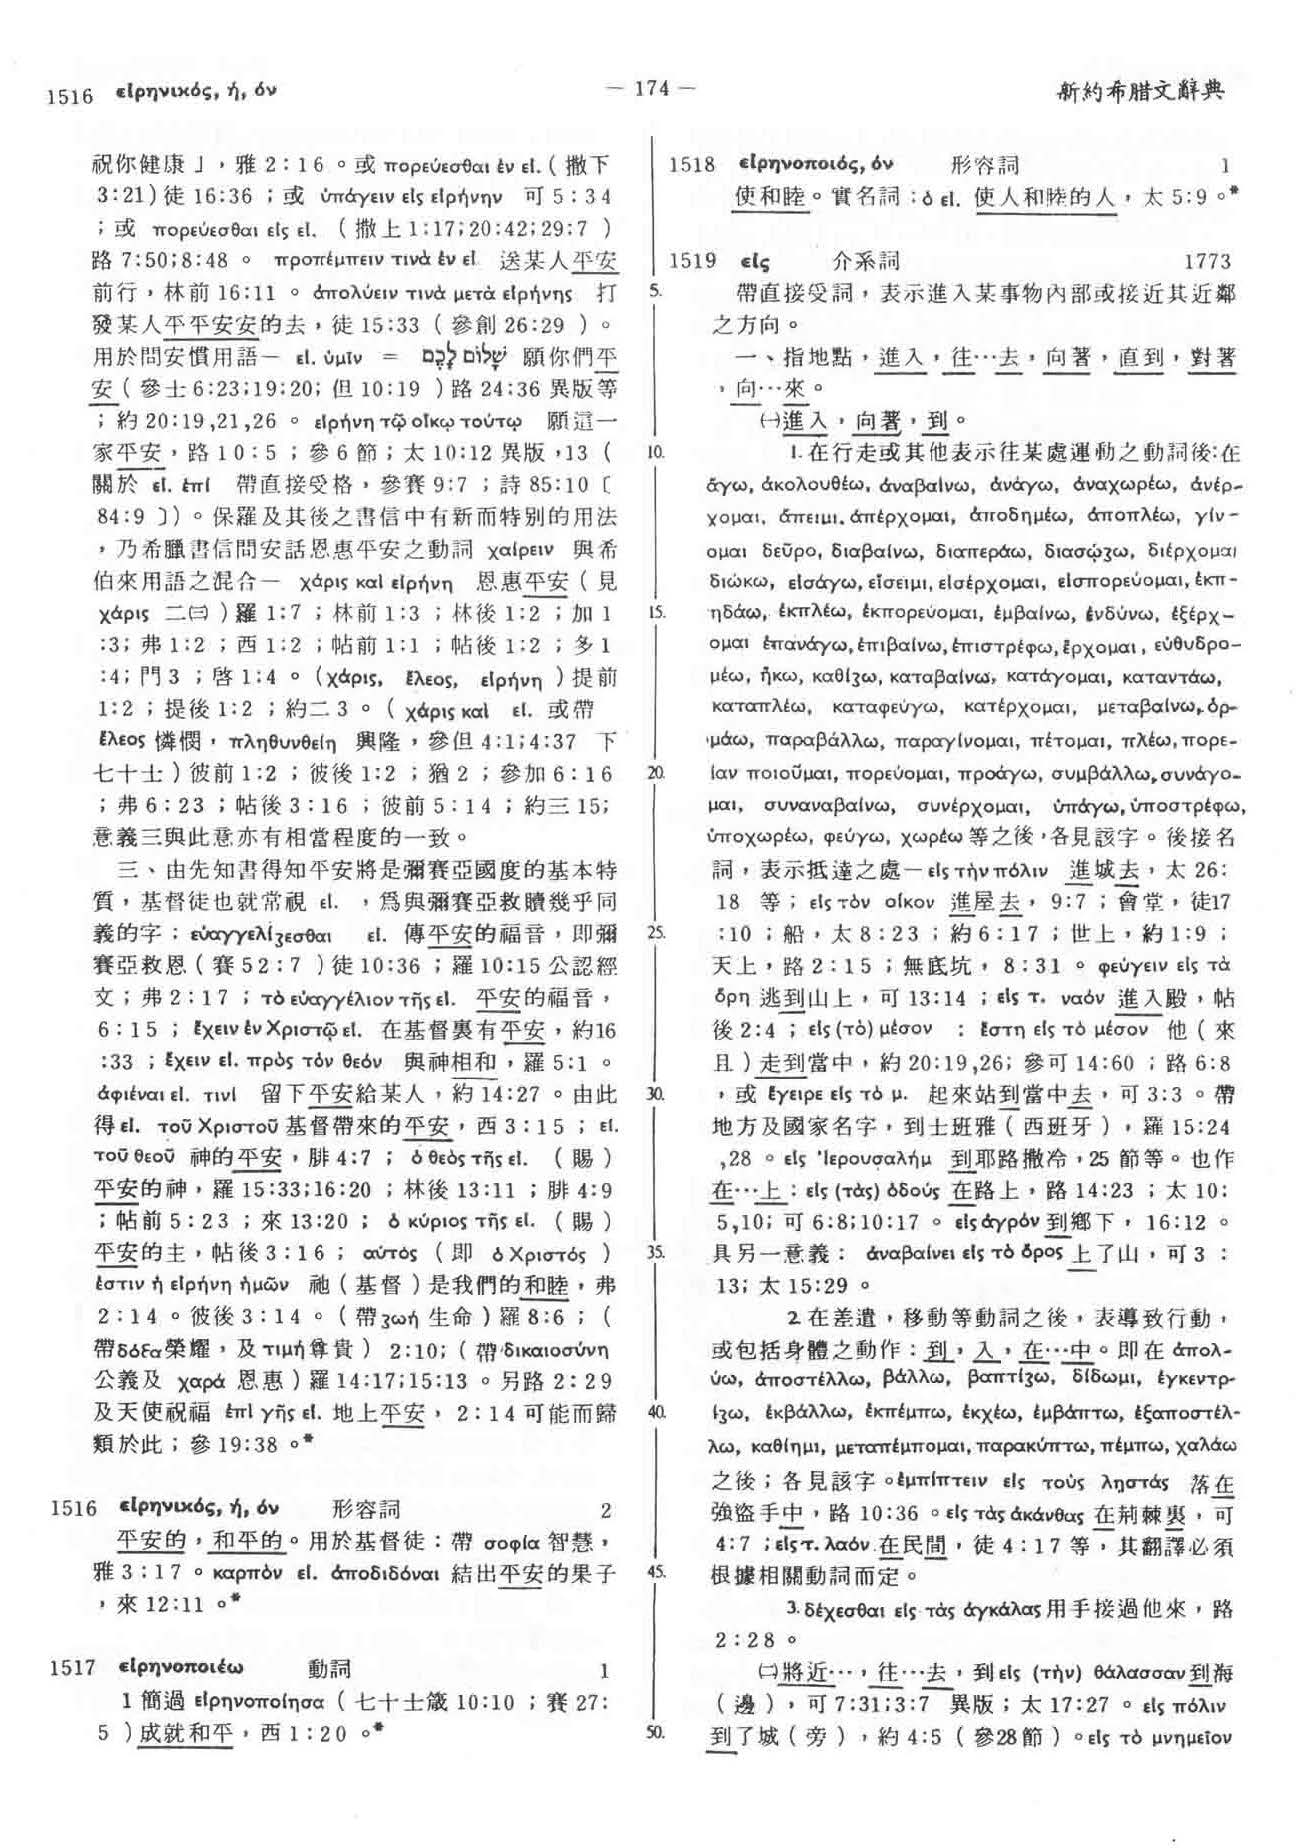 1516 εἰρηνικός, ή, όν
— 174 —
新約希腊文辭典
祝你健康」，雅 2:16。或 πορεύεσθαι ἐν εἰ.（撒下
3:21）徒 16:36；或 ὑπάγειν εἰς εἰρήνην 可 5:34
；或 πορεύεσθαι εἰς εἰ.（撒上 1:17;20:42;29:7）
路 7:50;8:48。 προπέμπειν τινὰ ἐν εἰ. 送某人平安
前行，林前 16:11。 ἀπολύειν τινὰ μετὰ εἰρήνης 打
發某人平平安安的去，徒 15:33（參創 26:29）。
用於問安慣用語— εἰ. ὑμῖν = שָׁלוֹם לָכֶם 願你們平
安（參士 6:23;19:20; 但 10:19）路 24:36 異版等
；約 20:19,21,26。 εἰρήνη τῷ οἴκῳ τούτῳ 願這一
家平安，路 10:5；參 6 節；太 10:12 異版,13（
關於 εἰ. ἐπί 帶直接受格，參賽 9:7；詩 85:10〔
84:9〕）。保羅及其後之書信中有新而特别的用法
，乃希臘書信問安話恩惠平安之動詞 χαίρειν 與希
伯來用語之混合— χάρις καὶ εἰρήνη 恩惠平安（見
χάρις 二㈢）羅 1:7；林前 1:3；林後 1:2；加 1
:3; 弗 1:2；西 1:2；帖前 1:1；帖後 1:2；多 1
:4; 門 3；啓 1:4。（χάρις, ἔλεος, εἰρήνη）提前
1:2；提後 1:2；約二 3。（χάρις καὶ εἰ. 或帶
ἔλεος 憐憫，πληθυνθείη 興隆，參但 4:1;4:37 下
七十士）彼前 1:2；彼後 1:2；猶 2；參加 6:16
；弗 6:23；帖後 3:16；彼前 5:14；約三 15;
意義三與此意亦有相當程度的一致。
三、由先知書得知平安將是彌賽亞國度的基本特
質，基督徒也就常視 εἰ. ，爲與彌賽亞救贖幾乎同
義的字：εὐαγγελίζεσθαι εἰ. 傳平安的福音，即彌
賽亞救恩（賽 52:7）徒 10:36；羅 10:15 公認經
文；弗 2:17；τὸ εὐαγγέλιον τῆς εἰ. 平安的福音，
6:15；ἔχειν ἐν Χριστῷ εἰ. 在基督裏有平安，約16
:33；ἔχειν εἰ. πρὸς τὸν θεόν 與神相和，羅 5:1。
ἀφιέναι εἰ. τινί 留下平安給某人，約 14:27。由此
得 εἰ. τοῦ Χριστοῦ 基督帶來的平安，西 3:15；εἰ.
τοῦ θεοῦ 神的平安，腓 4:7；ὁ θεὸς τῆς εἰ.（賜）
平安的神，羅 15:33;16:20；林後 13:11；腓 4:9
；帖前 5:23；來 13:20；ὁ κύριος τῆς εἰ.（賜）
平安的主，帖後 3:16；αὐτός（即 ὁ Χριστός）
ἐστιν ἡ εἰρήνη ἡμῶν 祂（基督）是我們的和睦，弗
2:14。彼後 3:14。（帶 ζωή 生命）羅 8:6；（
帶 δόξα 榮耀，及 τιμή 尊貴）2:10;（帶 δικαιοσύνη
公義及 χαρά 恩惠）羅 14:17;15:13。另路 2:29
及天使祝福 ἐπὶ γῆς εἰ. 地上平安，2:14 可能而歸
類於此；參 19:38。*
1516 εἰρηνικός, ή, όν 形容詞 2
平安的，和平的。用於基督徒：帶 σοφία 智慧，
雅 3:17。καρπὸν εἰ. ἀποδιδόναι 結出平安的果子
，來 12:11。*
1517 εἰρηνοποιέω 動詞 1
1 簡過 εἰρηνοποίησα（七十士箴 10:10；賽 27:
5）成就和平，西 1:20。*
5.
10.
15.
20.
25.
30.
35.
40.
45.
50.
1518 εἰρηνοποιός, όν 形容詞 1
使和睦。實名詞：ὁ εἰ. 使人和睦的人，太 5:9。*
1519 εἰς 介系詞 1773
帶直接受詞，表示進入某事物內部或接近其近鄰
之方向。
一、指地點，進入，往…去，向著，直到，對著
，向…來。
㈠進入，向著，到。
1.在行走或其他表示往某處運動之動詞後：在
ἄγω, ἀκολουθέω, ἀναβαίνω, ἀνάγω, ἀναχωρέω, ἀνέρ-
χομαι, ἄπειμι, ἀπέρχομαι, ἀποδημέω, ἀποπλέω, γίν-
ομαι δεῦρο, διαβαίνω, διαπεράω, διασῴζω, διέρχομαι
διώκω, εἰσάγω, εἴσειμι, εἰσέρχομαι, εἰσπορεύομαι, ἐκπ-
ηδάω, ἐκπλέω, ἐκπορεύομαι, ἐμβαίνω, ἐνδύνω, ἐξέρχ-
ομαι ἐπανάγω, ἐπιβαίνω, ἐπιστρέφω, ἔρχομαι, εὐθυδρο-
μέω, ἥκω, καθίζω, καταβαίνω, κατάγομαι, καταντάω,
καταπλέω, καταφεύγω, κατέρχομαι, μεταβαίνω, ὁρ-
μάω, παραβάλλω, παραγίνομαι, πέτομαι, πλέω, πορε-
ίαν ποιοῦμαι, πορεύομαι, προάγω, συμβάλλω, συνάγο-
μαι, συναναβαίνω, συνέρχομαι, ὑπάγω, ὑποστρέφω,
ὑποχωρέω, φεύγω, χωρέω 等之後，各見該字。後接名
詞，表示抵達之處— εἰς τὴν πόλιν 進城去，太 26:
18 等；εἰς τὸν οἶκον 進屋去，9:7；會堂，徒17
:10；船，太 8:23；約 6:17；世上，約 1:9；
天上，路 2:15；無底坑，8:31。φεύγειν εἰς τὰ
ὄρη 逃到山上，可 13:14；εἰς τ. ναόν 進入殿，帖
後 2:4；εἰς (τὸ) μέσον : ἔστη εἰς τὸ μέσον 他（來
且）走到當中，約 20:19,26; 參可 14:60；路 6:8
，或 ἔγειρε εἰς τὸ μ. 起來站到當中去，可 3:3。帶
地方及國家名字，到士班雅（西班牙），羅 15:24
,28。εἰς Ἰερουσαλήμ 到耶路撒冷，25 節等。也作
在…上：εἰς (τὰς) ὁδούς 在路上，路 14:23；太 10:
5,10; 可 6:8;10:17。εἰς ἀγρόν 到鄉下，16:12。
具另一意義：ἀναβαίνει εἰς τὸ ὄρος 上了山，可 3:
13; 太 15:29。
2.在差遣，移動等動詞之後，表導致行動，
或包括身體之動作：到，入，在…中。即在 ἀπολ-
ύω, ἀποστέλλω, βάλλω, βαπτίζω, δίδωμι, ἐγκεντρ-
ίζω, ἐκβάλλω, ἐκπέμπω, ἐκχέω, ἐμβάπτω, ἐξαποστέλ-
λω, καθίημι, μεταπέμπομαι, παρακύπτω, πέμπω, χαλάω
之後；各見該字。ἐμπίπτειν εἰς τοὺς λῃστάς 落在
強盜手中，路 10:36。εἰς τὰς ἀκάνθας 在荊棘裏，可
4:7；εἰς τ. λαόν 在民間，徒 4:17 等，其翻譯必須
根據相關動詞而定。
3.δέχεσθαι εἰς τὰς ἀγκάλας 用手接過他來，路
2:28。
㈡將近…，往…去，到 εἰς (τὴν) θάλασσαν 到海
（邊），可 7:31;3:7 異版；太 17:27。εἰς πόλιν
到了城（旁），約 4:5（參28節）。εἰς τὸ μνημεῖον